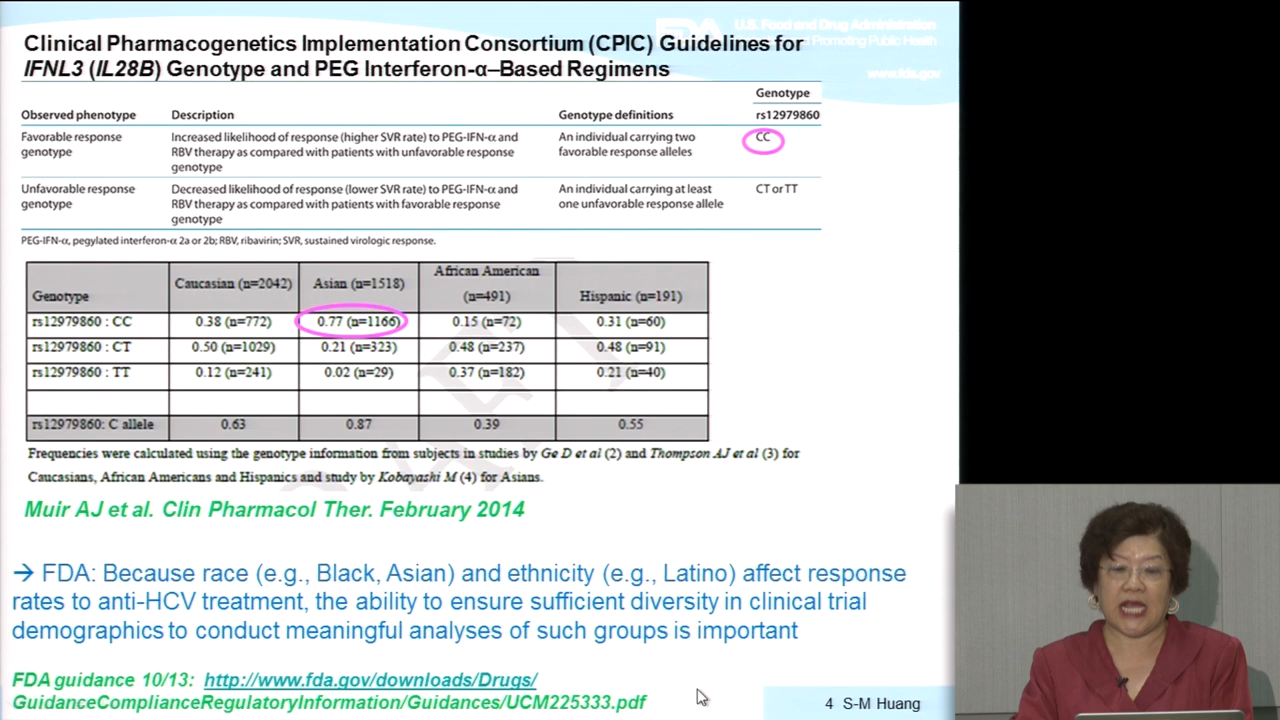 FDA U.S. Food and Drug Administration
Promoting Public Health
www.fda.gov
Clinical Pharmacogenetics Implementation Consortium (CPIC) Guidelines for
IFNL3 (IL28B) Genotype and PEG Interferon-α–Based Regimens
Genotype
Observed phenotype Description Genotype definitions rs12979860
Favorable response Increased likelihood of response (higher SVR rate) to PEG-IFN-α and An individual carrying two CC
genotype RBV therapy as compared with patients with unfavorable response favorable response alleles
genotype
Unfavorable response Decreased likelihood of response (lower SVR rate) to PEG-IFN-α and An individual carrying at least CT or TT
genotype RBV therapy as compared with patients with favorable response one unfavorable response allele
genotype
PEG-IFN-α, pegylated interferon-α 2a or 2b; RBV, ribavirin; SVR, sustained virologic response.
Genotype Caucasian (n=2042) Asian (n=1518) African American (n=491) Hispanic (n=191)
rs12979860 : CC 0.38 (n=772) 0.77 (n=1166) 0.15 (n=72) 0.31 (n=60)
rs12979860 : CT 0.50 (n=1029) 0.21 (n=323) 0.48 (n=237) 0.48 (n=91)
rs12979860 : TT 0.12 (n=241) 0.02 (n=29) 0.37 (n=182) 0.21 (n=40)
rs12979860: C allele 0.63 0.87 0.39 0.55
Frequencies were calculated using the genotype information from subjects in studies by Ge D et al (2) and Thompson AJ et al (3) for
Caucasians, African Americans and Hispanics and study by Kobayashi M (4) for Asians.
Muir AJ et al. Clin Pharmacol Ther. February 2014
→ FDA: Because race (e.g., Black, Asian) and ethnicity (e.g., Latino) affect response
rates to anti-HCV treatment, the ability to ensure sufficient diversity in clinical trial
demographics to conduct meaningful analyses of such groups is important
FDA guidance 10/13: http://www.fda.gov/downloads/Drugs/
GuidanceComplianceRegulatoryInformation/Guidances/UCM225333.pdf
4 S-M Huang